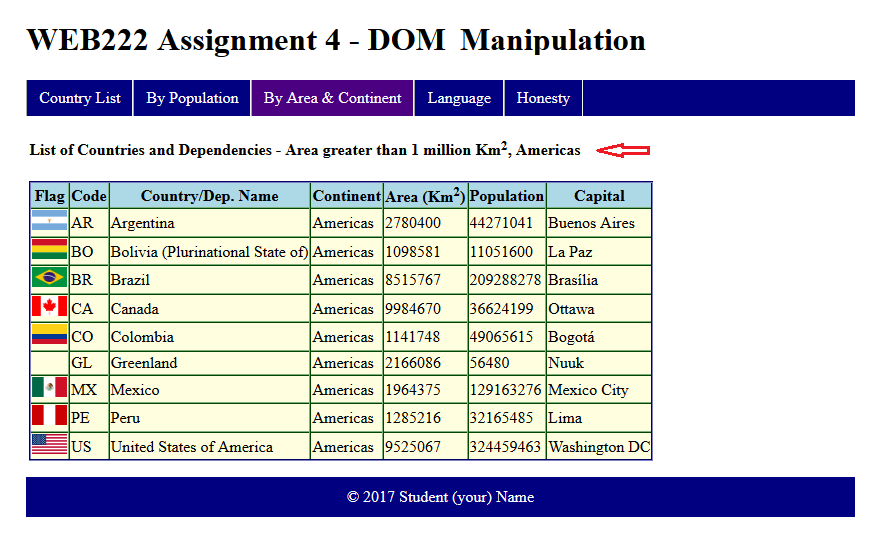 WEB222 Assignment 4 - DOM Manipulation
Country List By Population By Area & Continent Language Honesty
List of Countries and Dependencies - Area greater than 1 million Km², Americas
Flag Code Country/Dep. Name Continent Area (Km²) Population Capital
AR Argentina Americas 2780400 44271041 Buenos Aires
BO Bolivia (Plurinational State of) Americas 1098581 11051600 La Paz
BR Brazil Americas 8515767 209288278 Brasília
CA Canada Americas 9984670 36624199 Ottawa
CO Colombia Americas 1141748 49065615 Bogotá
GL Greenland Americas 2166086 56480 Nuuk
MX Mexico Americas 1964375 129163276 Mexico City
PE Peru Americas 1285216 32165485 Lima
US United States of America Americas 9525067 324459463 Washington DC
© 2017 Student (your) Name